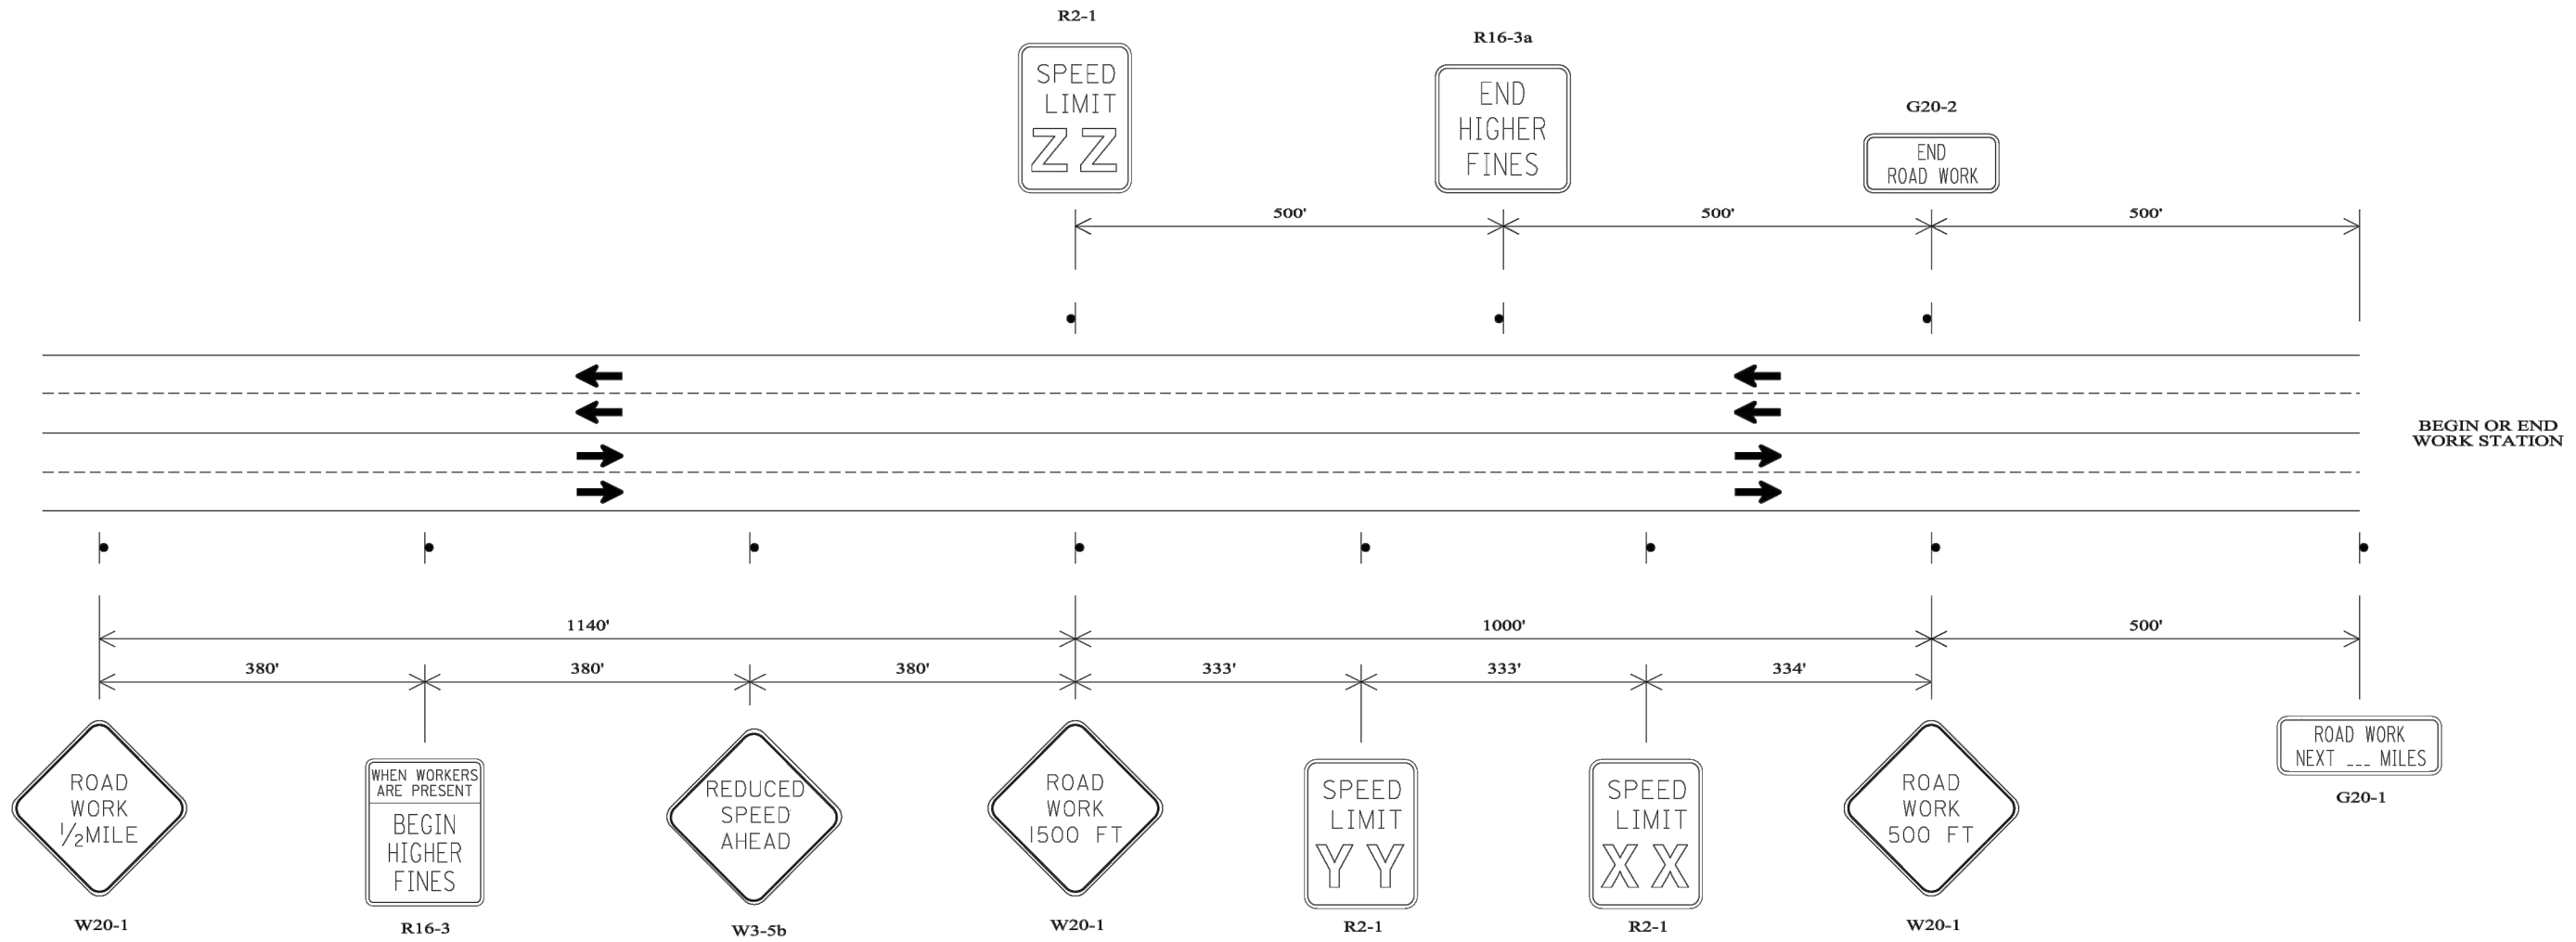 R2-1
SPEED
LIMIT
ZZ
R16-3a
END
HIGHER
FINES
G20-2
END
ROAD WORK
500'
500'
500'
BEGIN OR END
WORK STATION
1140'
1000'
500'
380'
380'
380'
333'
333'
334'
ROAD
WORK
1/2 MILE
W20-1
WHEN WORKERS
ARE PRESENT
BEGIN
HIGHER
FINES
R16-3
REDUCED
SPEED
AHEAD
W3-5b
ROAD
WORK
1500 FT
W20-1
SPEED
LIMIT
YY
R2-1
SPEED
LIMIT
XX
R2-1
ROAD
WORK
500 FT
W20-1
ROAD WORK
NEXT ___ MILES
G20-1